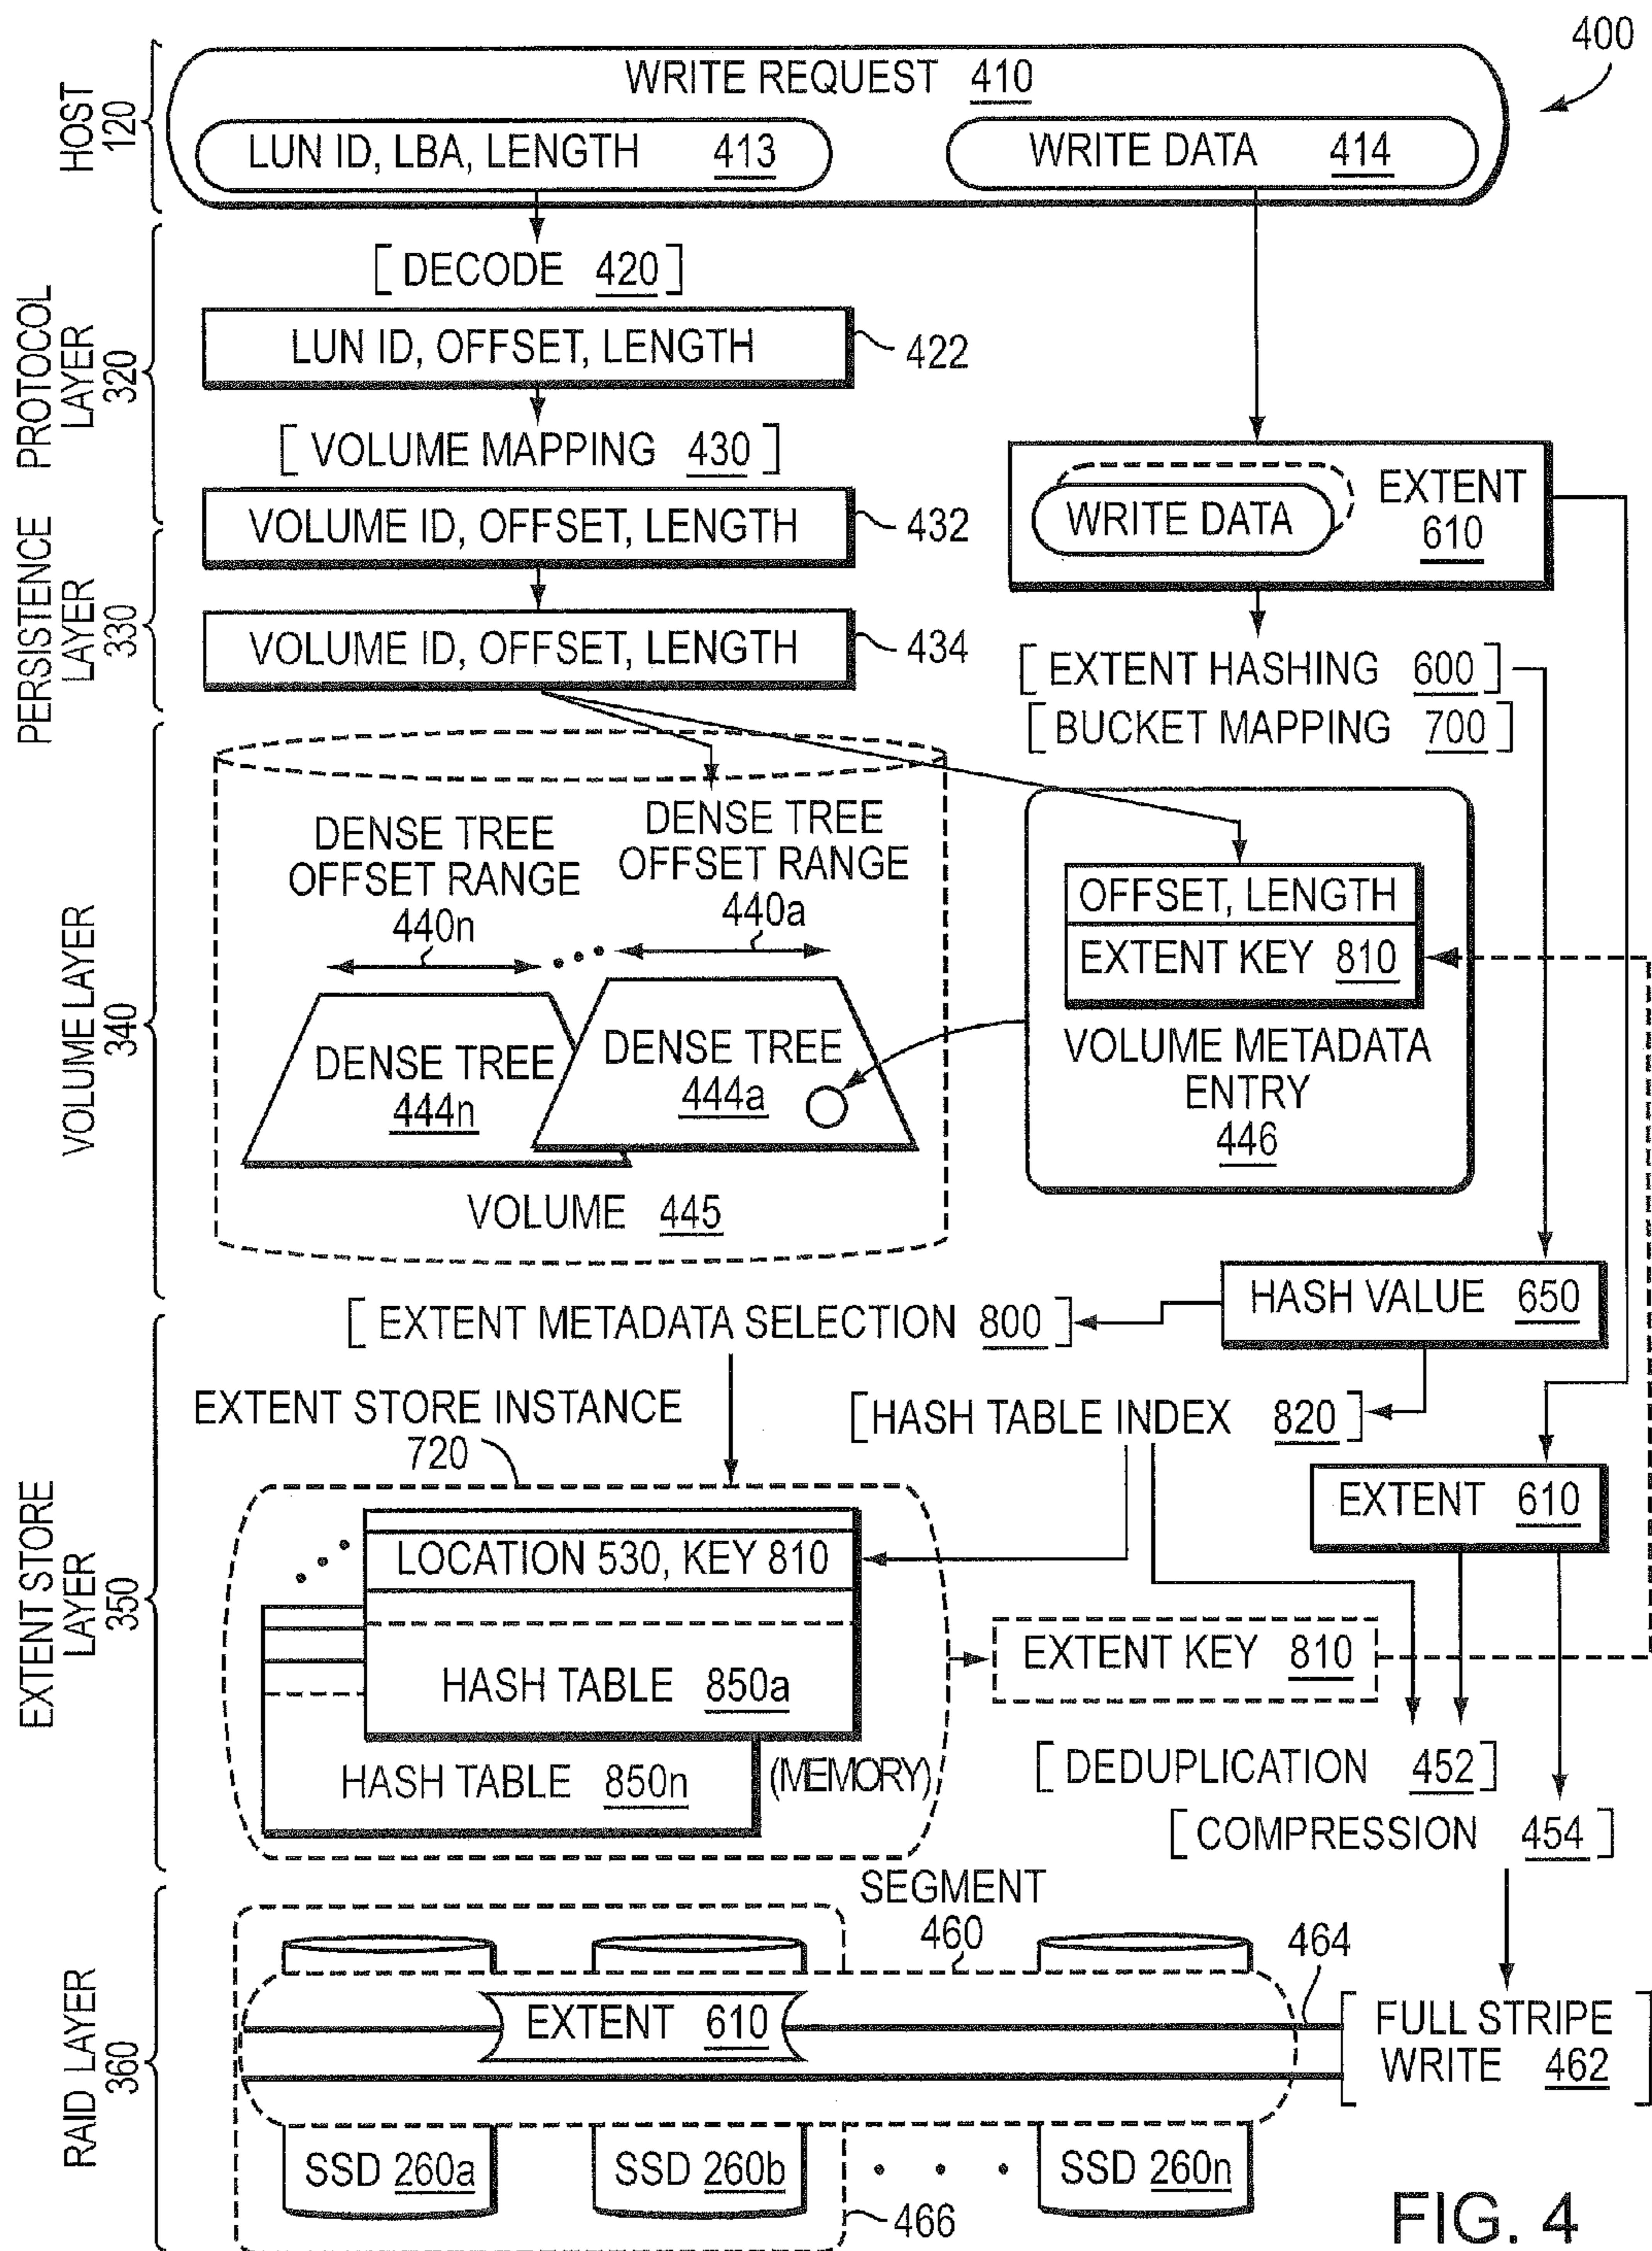 400
HOST
120
WRITE REQUEST 410
LUN ID, LBA, LENGTH 413
WRITE DATA 414
PROTOCOL
LAYER
320
[DECODE 420]
LUN ID, OFFSET, LENGTH
422
[VOLUME MAPPING 430]
VOLUME ID, OFFSET, LENGTH
432
WRITE DATA
EXTENT
610
PERSISTENCE
LAYER
330
VOLUME ID, OFFSET, LENGTH
434
[EXTENT HASHING 600]
[BUCKET MAPPING 700]
VOLUME LAYER
340
DENSE TREE
OFFSET RANGE
440n
DENSE TREE
OFFSET RANGE
440a
DENSE TREE
444n
DENSE TREE
444a
VOLUME 445
OFFSET, LENGTH
EXTENT KEY 810
VOLUME METADATA
ENTRY
446
HASH VALUE 650
EXTENT STORE
LAYER
350
[EXTENT METADATA SELECTION 800]
EXTENT STORE INSTANCE
720
[HASH TABLE INDEX 820]
EXTENT 610
LOCATION 530, KEY 810
HASH TABLE 850a
HASH TABLE 850n
(MEMORY)
EXTENT KEY 810
[DEDUPLICATION 452]
[COMPRESSION 454]
RAID LAYER
360
SEGMENT
460
464
EXTENT 610
[FULL STRIPE
WRITE 462]
SSD 260a
SSD 260b
SSD 260n
466
FIG. 4